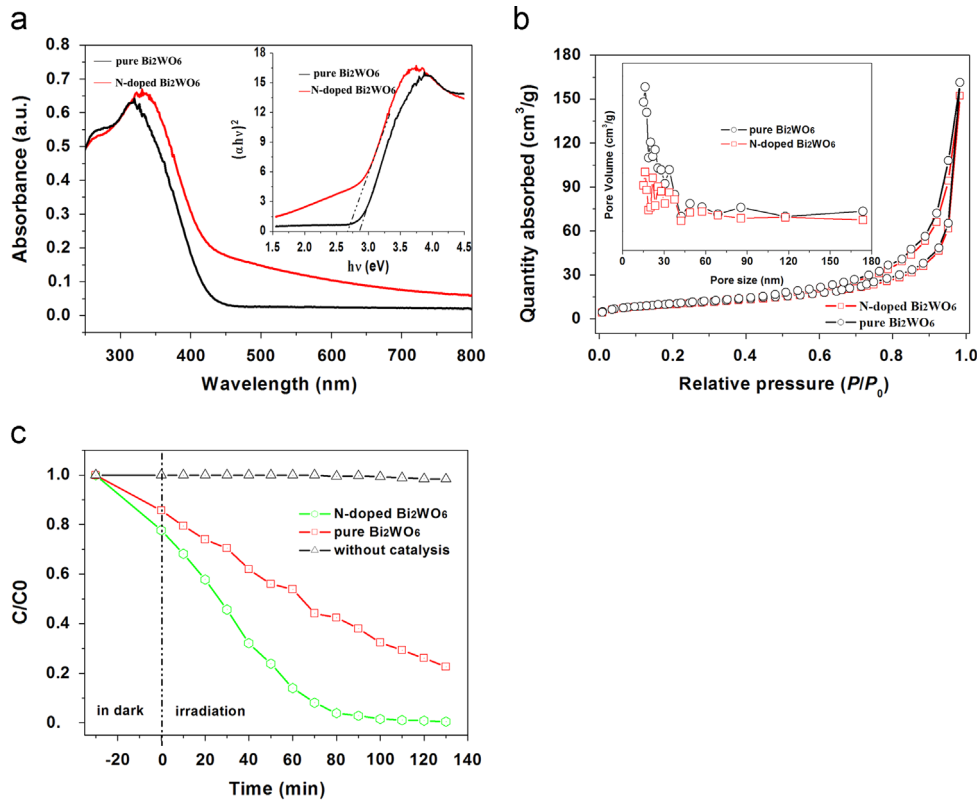 a
pure Bi2WO6
N-doped Bi2WO6
Absorbance (a.u.)
0.8
0.7
0.6
0.5
0.4
0.3
0.2
0.1
0.0
300
400
500
600
700
800
Wavelength (nm)
pure Bi2WO6
N-doped Bi2WO6
(αhν)²
18
15
12
9
6
3
0
1.5
2.0
2.5
3.0
3.5
4.0
4.5
hν (eV)
b
Quantity absorbed (cm³/g)
180
150
120
90
60
30
0
0.0
0.2
0.4
0.6
0.8
1.0
Relative pressure (P/P₀)
N-doped Bi2WO6
pure Bi2WO6
pure Bi2WO6
N-doped Bi2WO6
Pore Volume (cm³/g)
0
30
60
90
120
150
180
Pore size (nm)
c
C/C0
1.0
0.8
0.6
0.4
0.2
0.
N-doped Bi2WO6
pure Bi2WO6
without catalysis
in dark
irradiation
-20
0
20
40
60
80
100
120
140
Time (min)